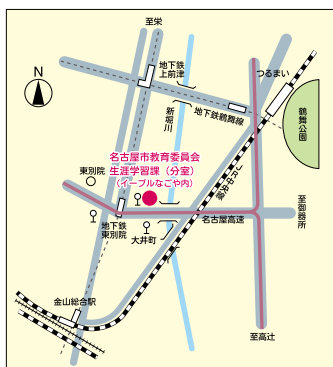 至栄
N
地下鉄
上前津
つるまい
鶴舞公園
地下鉄鶴舞線
新堀川
名古屋市教育委員会
生涯学習課（分室）
（イーブルなごや内）
東別院
JR中央線
至御器所
地下鉄
東別院
大井町
名古屋高速
金山総合駅
至高辻